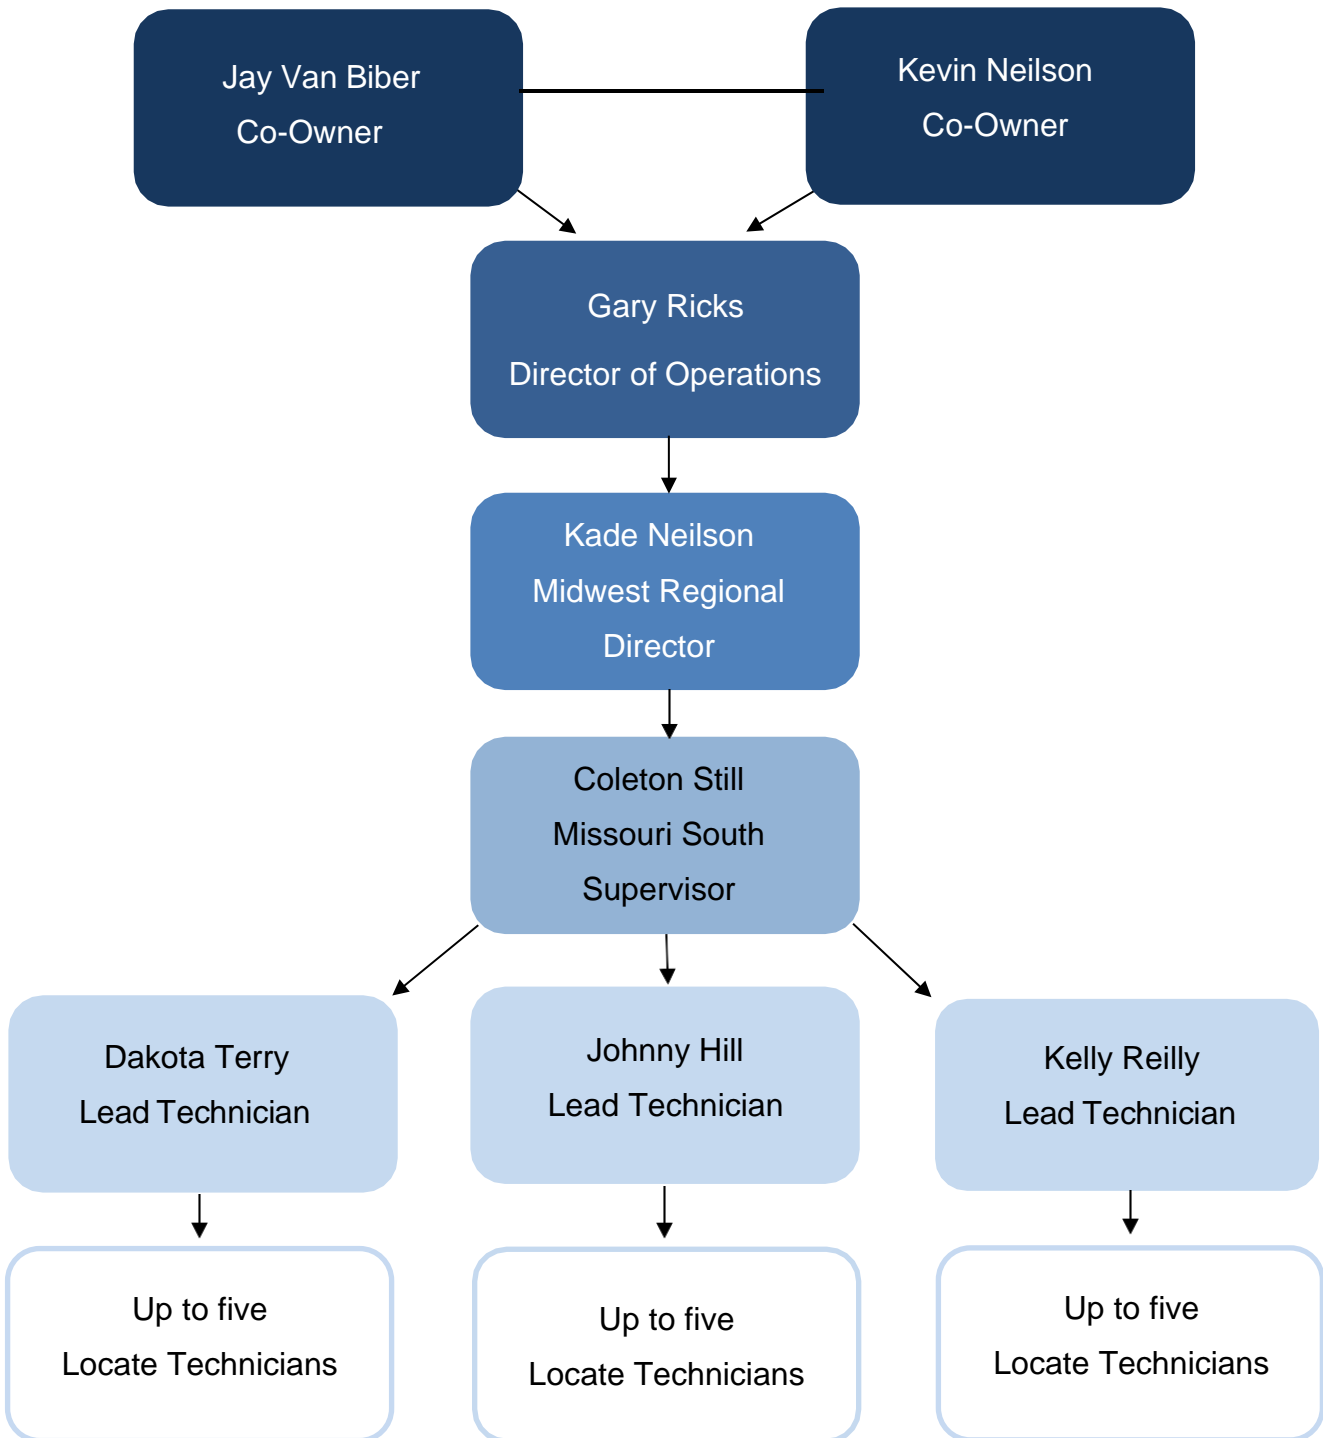 Jay Van Biber
Co-Owner
Kevin Neilson
Co-Owner
Gary Ricks
Director of Operations
Kade Neilson
Midwest Regional
Director
Coleton Still
Missouri South
Supervisor
Dakota Terry
Lead Technician
Johnny Hill
Lead Technician
Kelly Reilly
Lead Technician
Up to five
Locate Technicians
Up to five
Locate Technicians
Up to five
Locate Technicians